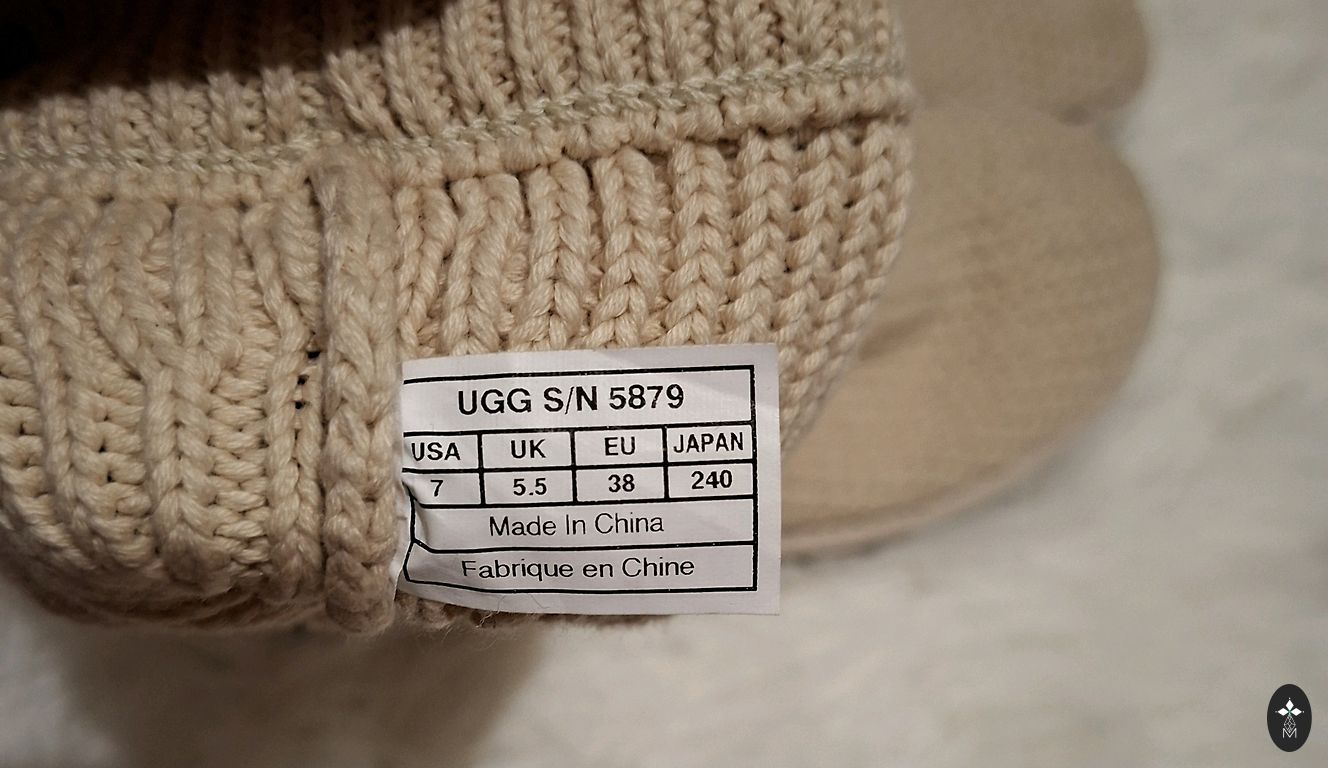 UGG S/N 5879
USA UK EU JAPAN
7 5.5 38 240
Made In China
Fabrique en Chine
M